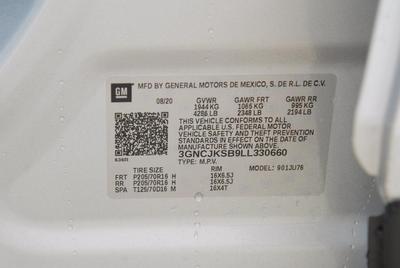 GM MFD BY GENERAL MOTORS DE MEXICO, S. DE R.L. DE C.V.
08/20 GVWR GAWR FRT GAWR RR
1944 KG 1065 KG 995 KG
4286 LB 2348 LB 2194 LB
THIS VEHICLE CONFORMS TO ALL
APPLICABLE U.S. FEDERAL MOTOR
VEHICLE SAFETY AND THEFT PREVENTION
STANDARDS IN EFFECT ON THE DATE OF
MANUFACTURE SHOWN ABOVE.
3GNCJKSB9LL330660
TYPE: M.P.V.
TIRE SIZE RIM MODEL: 901JU76
FRT P205/70R16 H 16X6.5J
RR P205/70R16 H 16X6.5J
SPA T125/70D16 M 16X4T